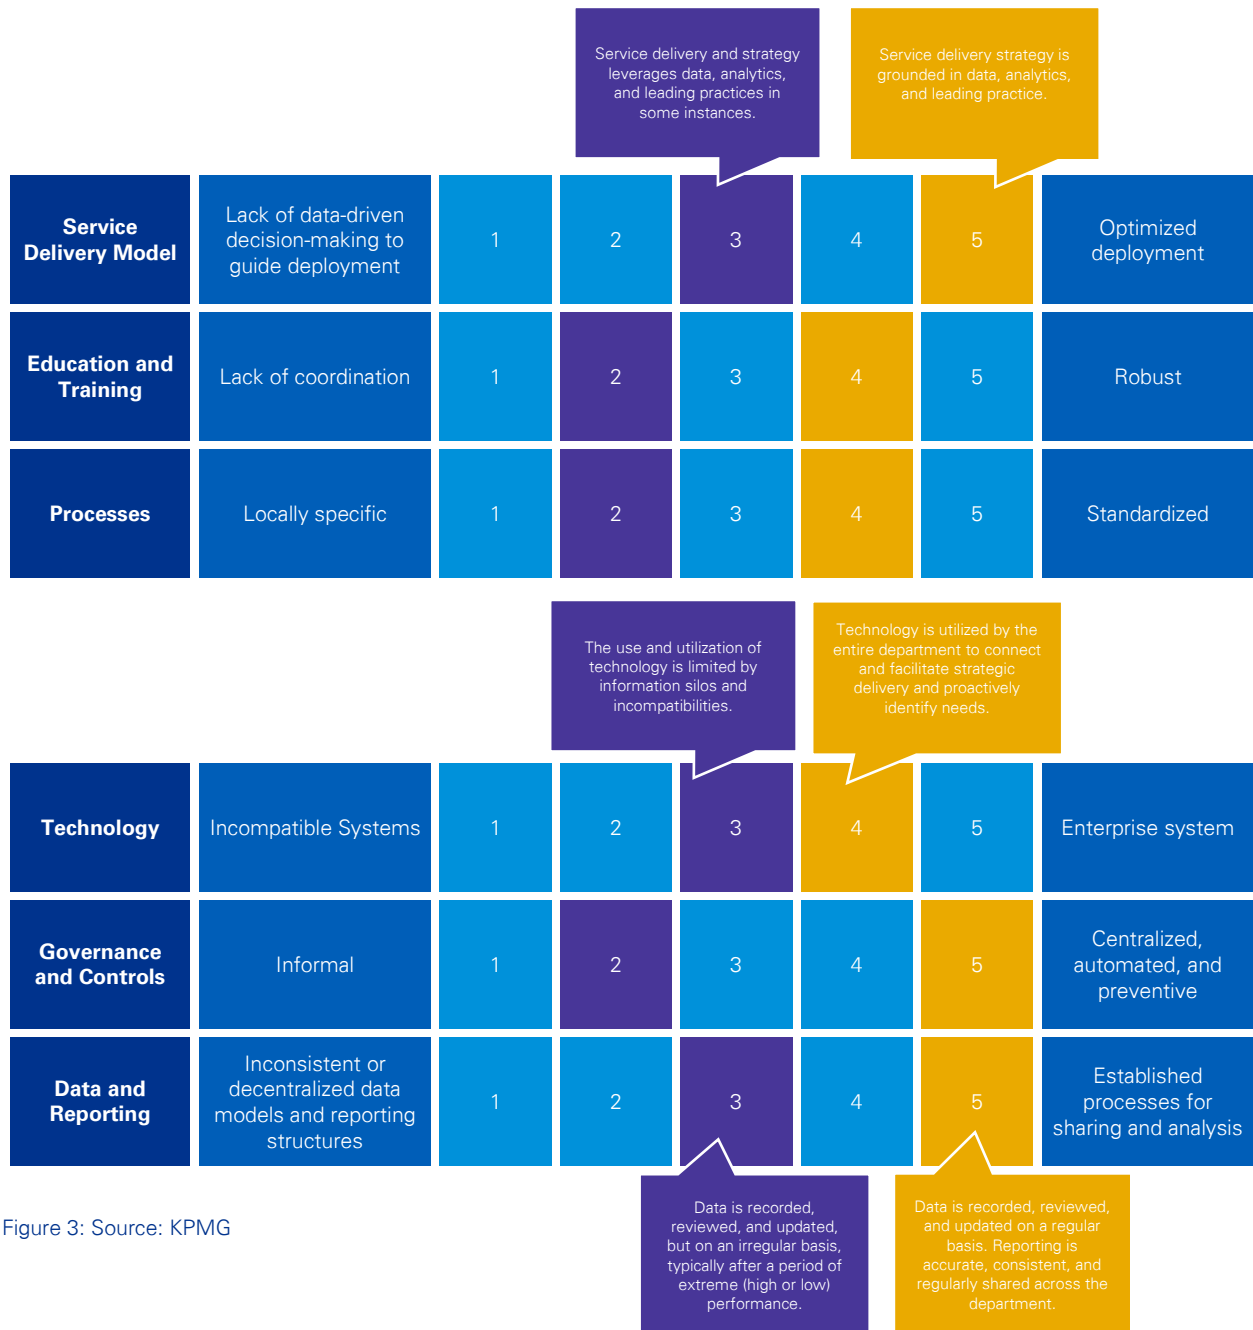 Service delivery and strategy
leverages data, analytics,
and leading practices in
some instances.
Service delivery strategy is
grounded in data, analytics,
and leading practice.
Service
Delivery Model
Lack of data-driven
decision-making to
guide deployment
1
2
3
4
5
Optimized
deployment
Education and
Training
Lack of coordination
1
2
3
4
5
Robust
Processes
Locally specific
1
2
3
4
5
Standardized
The use and utilization of
technology is limited by
information silos and
incompatibilities.
Technology is utilized by the
entire department to connect
and facilitate strategic
delivery and proactively
identify needs.
Technology
Incompatible Systems
1
2
3
4
5
Enterprise system
Governance
and Controls
Informal
1
2
3
4
5
Centralized,
automated, and
preventive
Data and
Reporting
Inconsistent or
decentralized data
models and reporting
structures
1
2
3
4
5
Established
processes for
sharing and analysis
Data is recorded,
reviewed, and updated,
but on an irregular basis,
typically after a period of
extreme (high or low)
performance.
Data is recorded, reviewed,
and updated on a regular
basis. Reporting is
accurate, consistent, and
regularly shared across the
department.
Figure 3: Source: KPMG